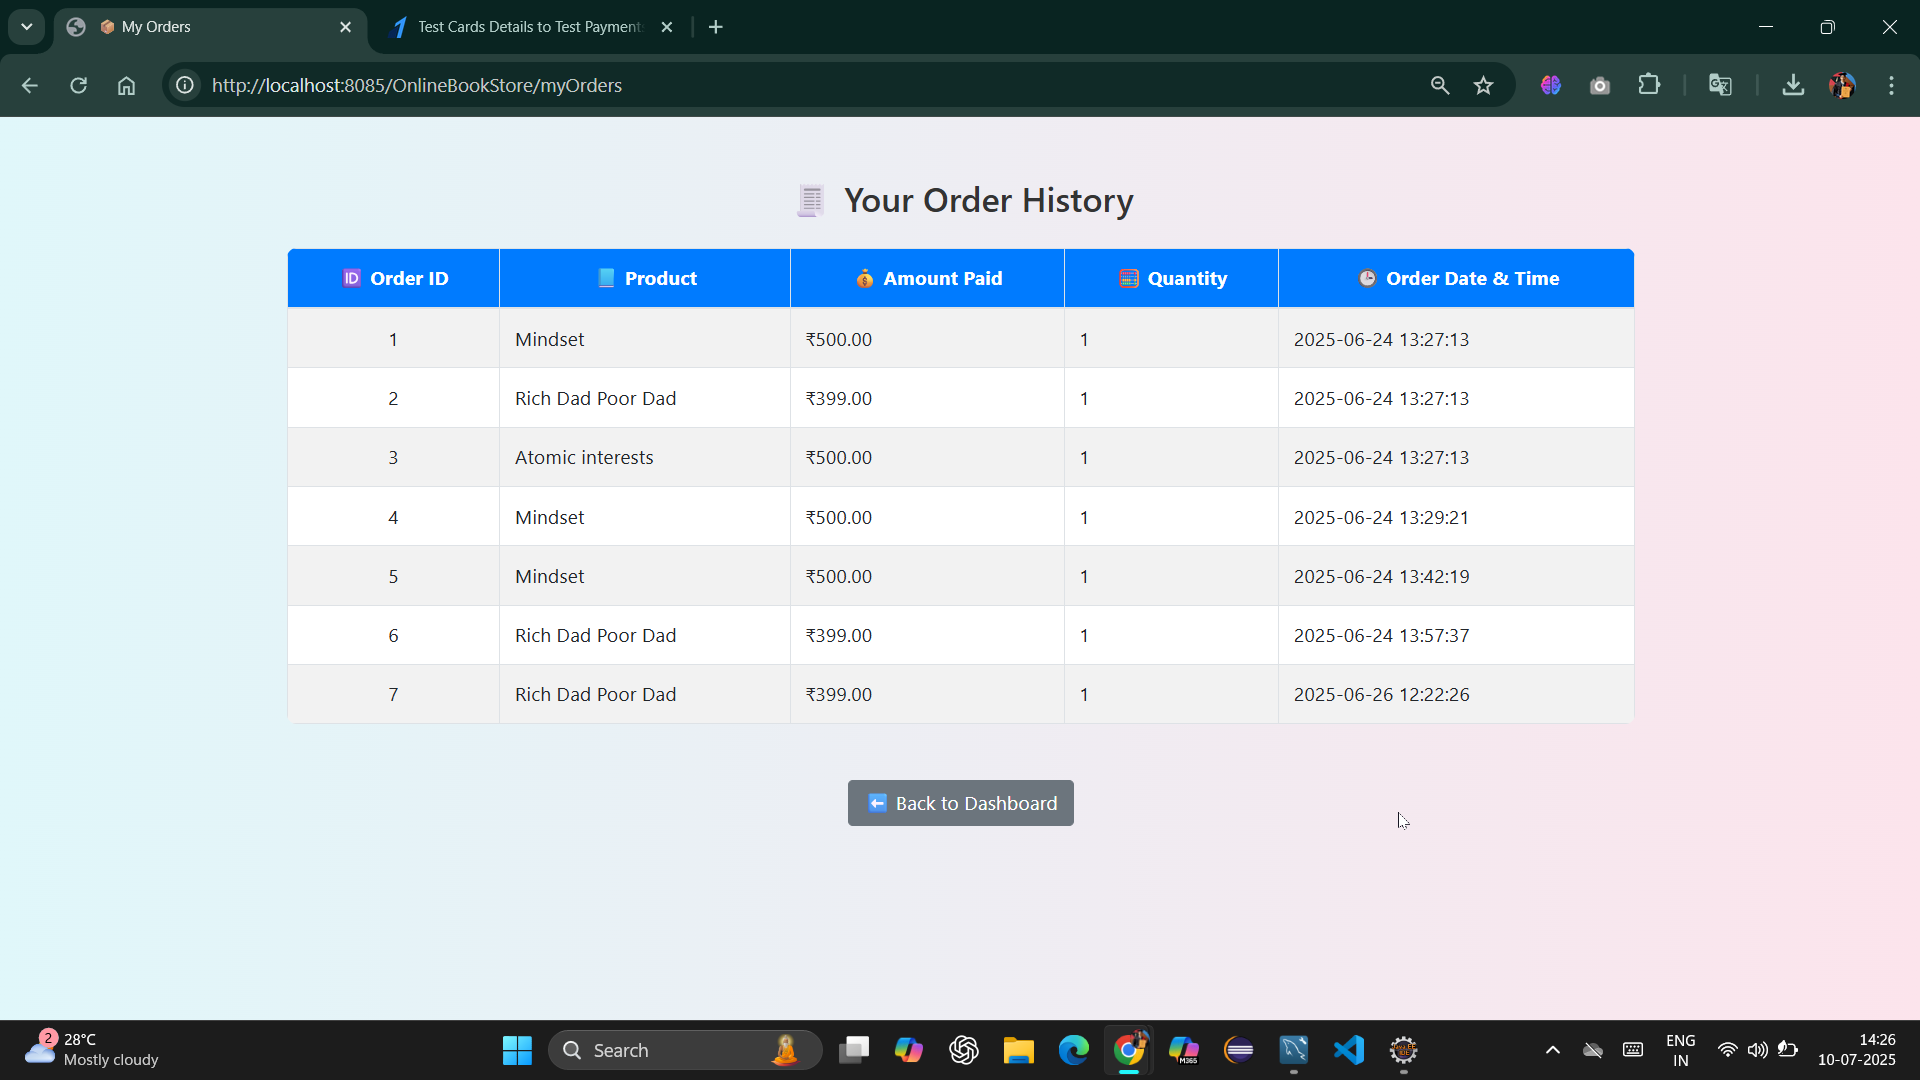 📦 My Orders
Test Cards Details to Test Payment
http://localhost:8085/OnlineBookStore/myOrders
Your Order History
🆔 Order ID 📘 Product 💰 Amount Paid 🧮 Quantity 🕒 Order Date & Time
1 Mindset ₹500.00 1 2025-06-24 13:27:13
2 Rich Dad Poor Dad ₹399.00 1 2025-06-24 13:27:13
3 Atomic interests ₹500.00 1 2025-06-24 13:27:13
4 Mindset ₹500.00 1 2025-06-24 13:29:21
5 Mindset ₹500.00 1 2025-06-24 13:42:19
6 Rich Dad Poor Dad ₹399.00 1 2025-06-24 13:57:37
7 Rich Dad Poor Dad ₹399.00 1 2025-06-26 12:22:26
⬅ Back to Dashboard
2
28°C
Mostly cloudy
Search
M365
ENG
IN
14:26
10-07-2025